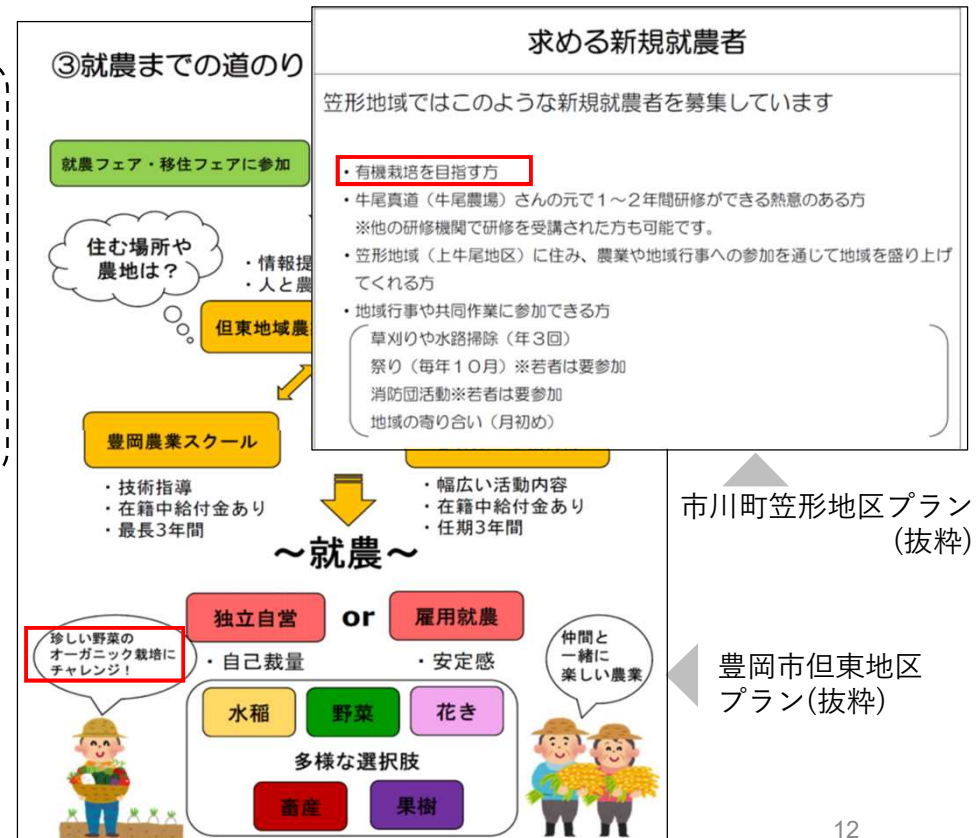 ③就農までの道のり
就農フェア・移住フェアに参加
住む場所や
農地は？
・情報提
・人と農
但東地域農
豊岡農業スクール
・技術指導
・在籍中給付金あり
・最長3年間
・幅広い活動内容
・在籍中給付金あり
・任期3年間
～就農～
独立自営
or
雇用就農
・自己裁量
・安定感
珍しい野菜の
オーガニック栽培に
チャレンジ！
仲間と
一緒に
楽しい農業
水稲
野菜
花き
多様な選択肢
畜産
果樹
求める新規就農者
笠形地域ではこのような新規就農者を募集しています
・有機栽培を目指す方
・牛尾真道（牛尾農場）さんの元で１～２年間研修ができる熱意のある方
※他の研修機関で研修を受講された方も可能です。
・笠形地域（上牛尾地区）に住み、農業や地域行事への参加を通じて地域を盛り上げ
てくれる方
・地域行事や共同作業に参加できる方
草刈りや水路掃除（年３回）
祭り（毎年１０月）※若者は要参加
消防団活動※若者は要参加
地域の寄り合い（月初め）
市川町笠形地区プラン
(抜粋)
豊岡市但東地区
プラン(抜粋)
12